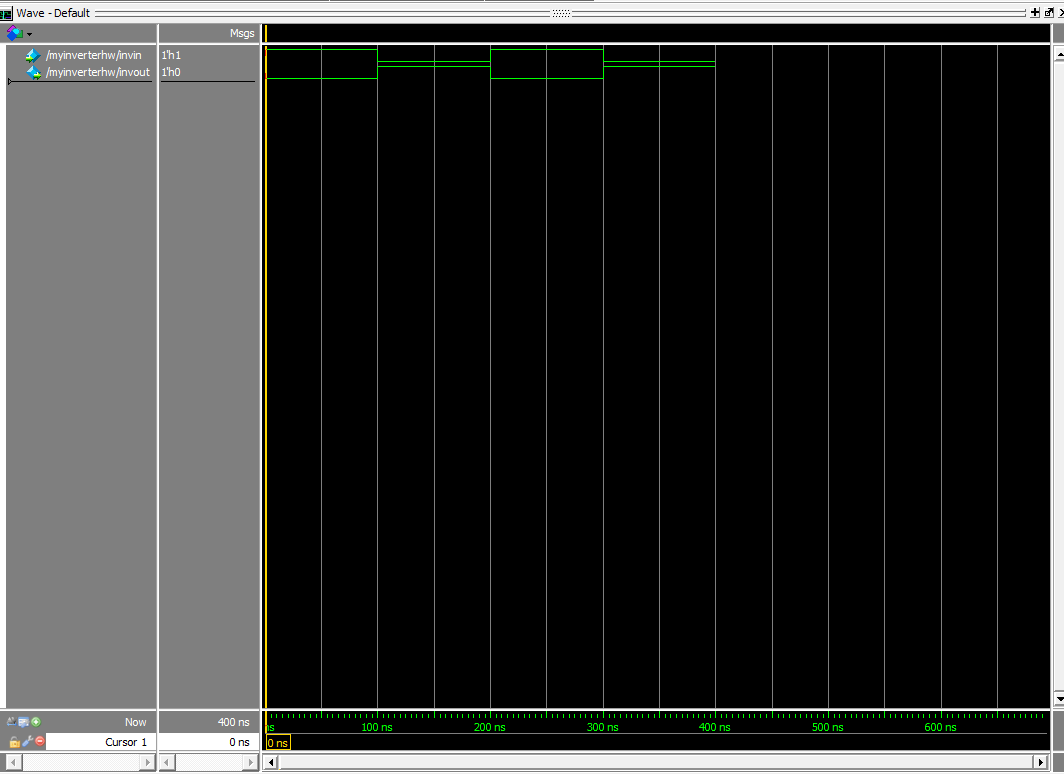 Wave - Default
Msgs
/myinverterhw/invin 1'h1
/myinverterhw/invout 1'h0
Now 400 ns ns 100 ns 200 ns 300 ns 400 ns 500 ns 600 ns
Cursor 1 0 ns 0 ns